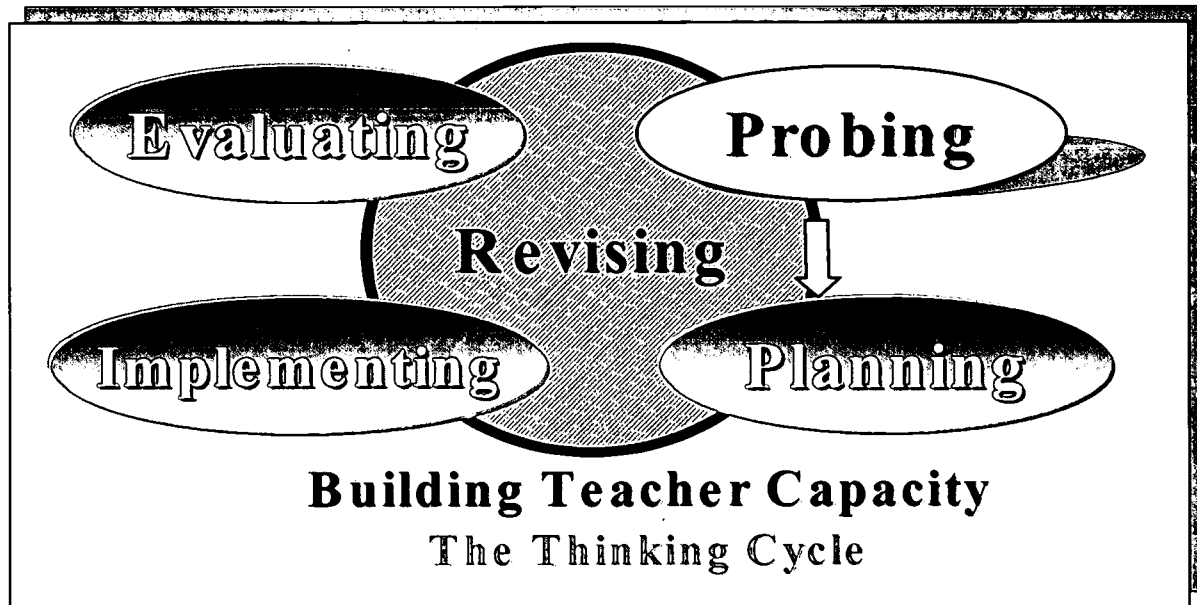 Evaluating
Probing
Revising
Implementing
Planning
Building Teacher Capacity
The Thinking Cycle